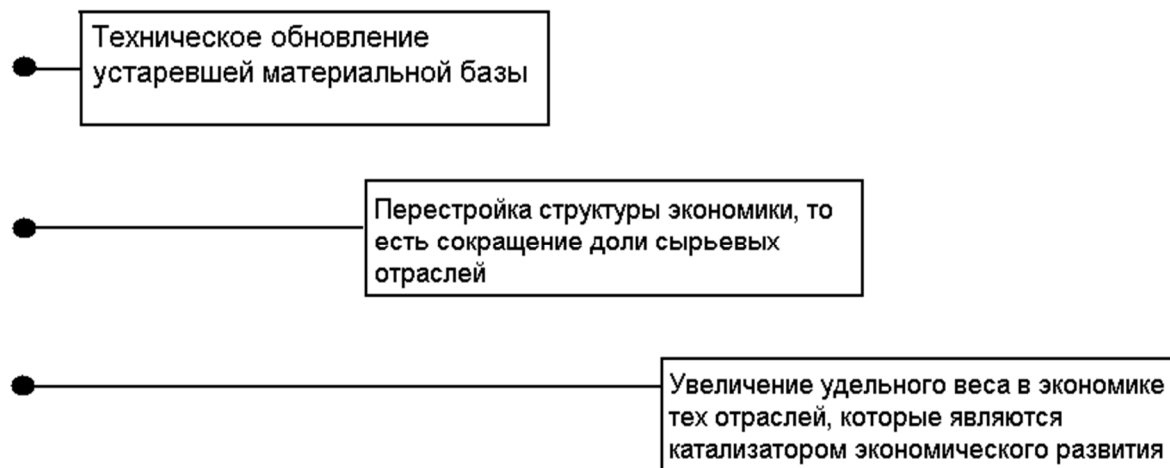 Техническое обновление
устаревшей материальной базы
Перестройка структуры экономики, то
есть сокращение доли сырьевых
отраслей
Увеличение удельного веса в экономике
тех отраслей, которые являются
катализатором экономического развития